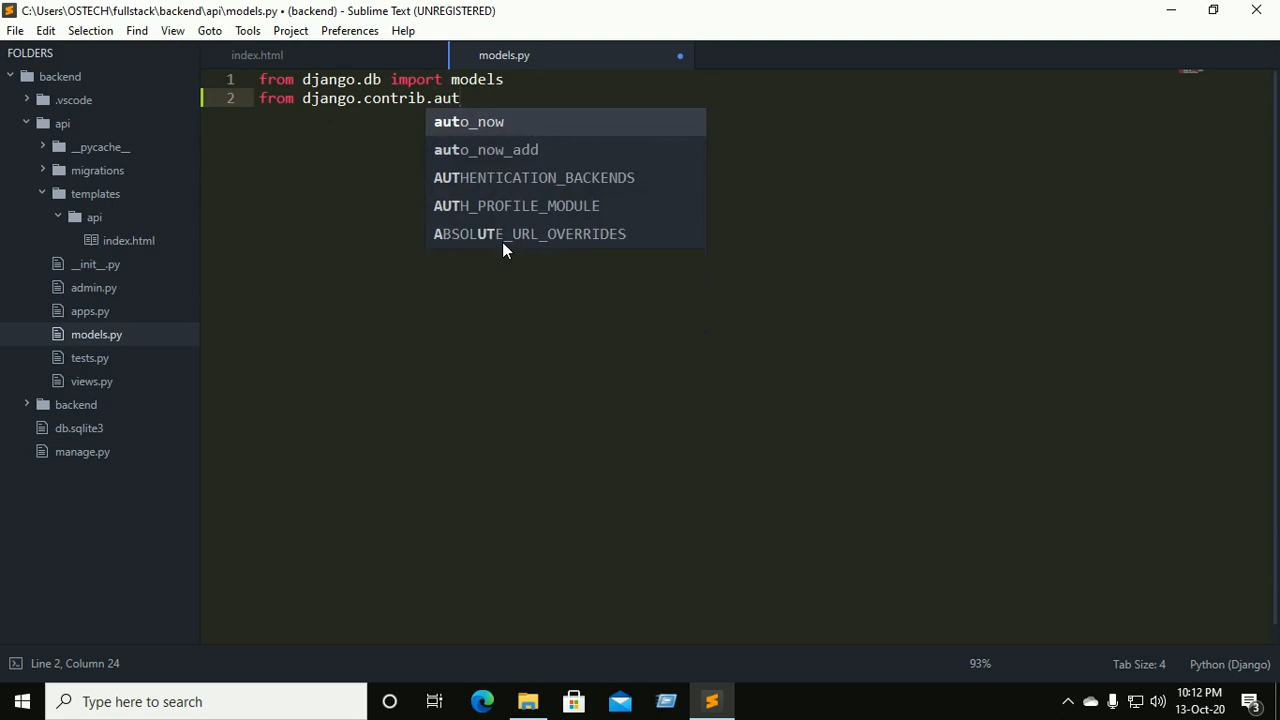 C:\Users\OSTECH\fullstack\backend\api\models.py • (backend) - Sublime Text (UNREGISTERED)
File Edit Selection Find View Goto Tools Project Preferences Help
FOLDERS
backend
.vscode
api
__pycache__
migrations
templates
api
index.html
__init__.py
admin.py
apps.py
models.py
tests.py
views.py
backend
db.sqlite3
manage.py
index.html
models.py
1 from django.db import models
2 from django.contrib.aut
auto_now
auto_now_add
AUTHENTICATION_BACKENDS
AUTH_PROFILE_MODULE
ABSOLUTE_URL_OVERRIDES
Line 2, Column 24
93%
Tab Size: 4
Python (Django)
Type here to search
10:12 PM
13-Oct-20
3